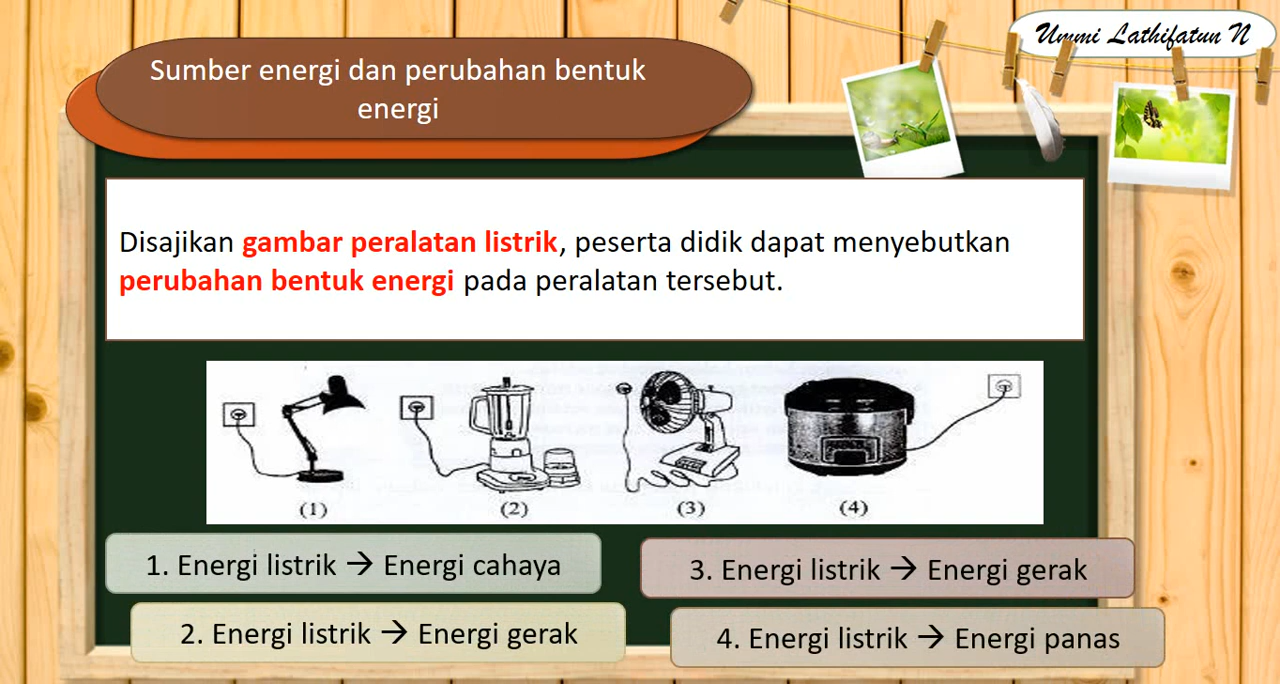 Ummi Lathifatun N
Sumber energi dan perubahan bentuk
energi
Disajikan gambar peralatan listrik, peserta didik dapat menyebutkan
perubahan bentuk energi pada peralatan tersebut.
(1) (2) (3) (4)
1. Energi listrik → Energi cahaya
2. Energi listrik → Energi gerak
3. Energi listrik → Energi gerak
4. Energi listrik → Energi panas